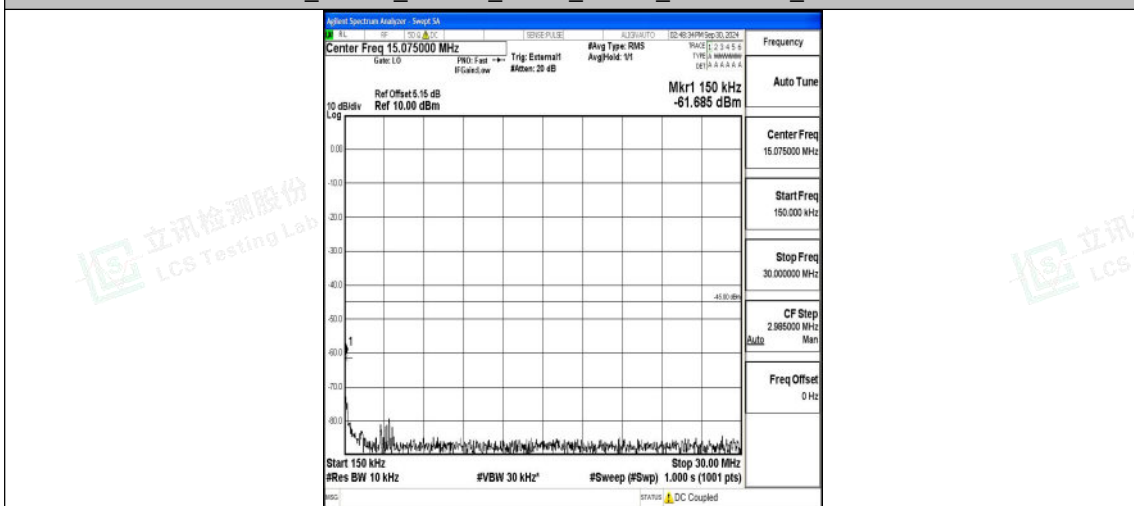 Agilent Spectrum Analyzer - Swept SA
RL RF 50 Ω DC SENSE:PULSE ALIGNAUTO 02:48:34PM Sep 30, 2024
Center Freq 15.075000 MHz
Gate: LO
PNO: Fast
IFGain:Low
Trig: External1
#Atten: 20 dB
#Avg Type: RMS
Avg|Hold: 1/1
TRACE 1 2 3 4 5 6
TYPE A
DET A A A A A A
Ref Offset 6.15 dB
10 dB/div Ref 10.00 dBm
Log
Mkr1 150 kHz
-61.685 dBm
0.00
-10.0
-20.0
-30.0
-40.0
-45.00 dBm
-50.0
1
-60.0
-70.0
-80.0
Start 150 kHz
Stop 30.00 MHz
#Res BW 10 kHz
#VBW 30 kHz*
#Sweep (#Swp) 1.000 s (1001 pts)
MSG
STATUS DC Coupled
Frequency
Auto Tune
Center Freq
15.075000 MHz
Start Freq
150.000 kHz
Stop Freq
30.000000 MHz
CF Step
2.985000 MHz
Auto Man
Freq Offset
0 Hz
立讯检测股份
LCS Testing Lab
立讯
LCS